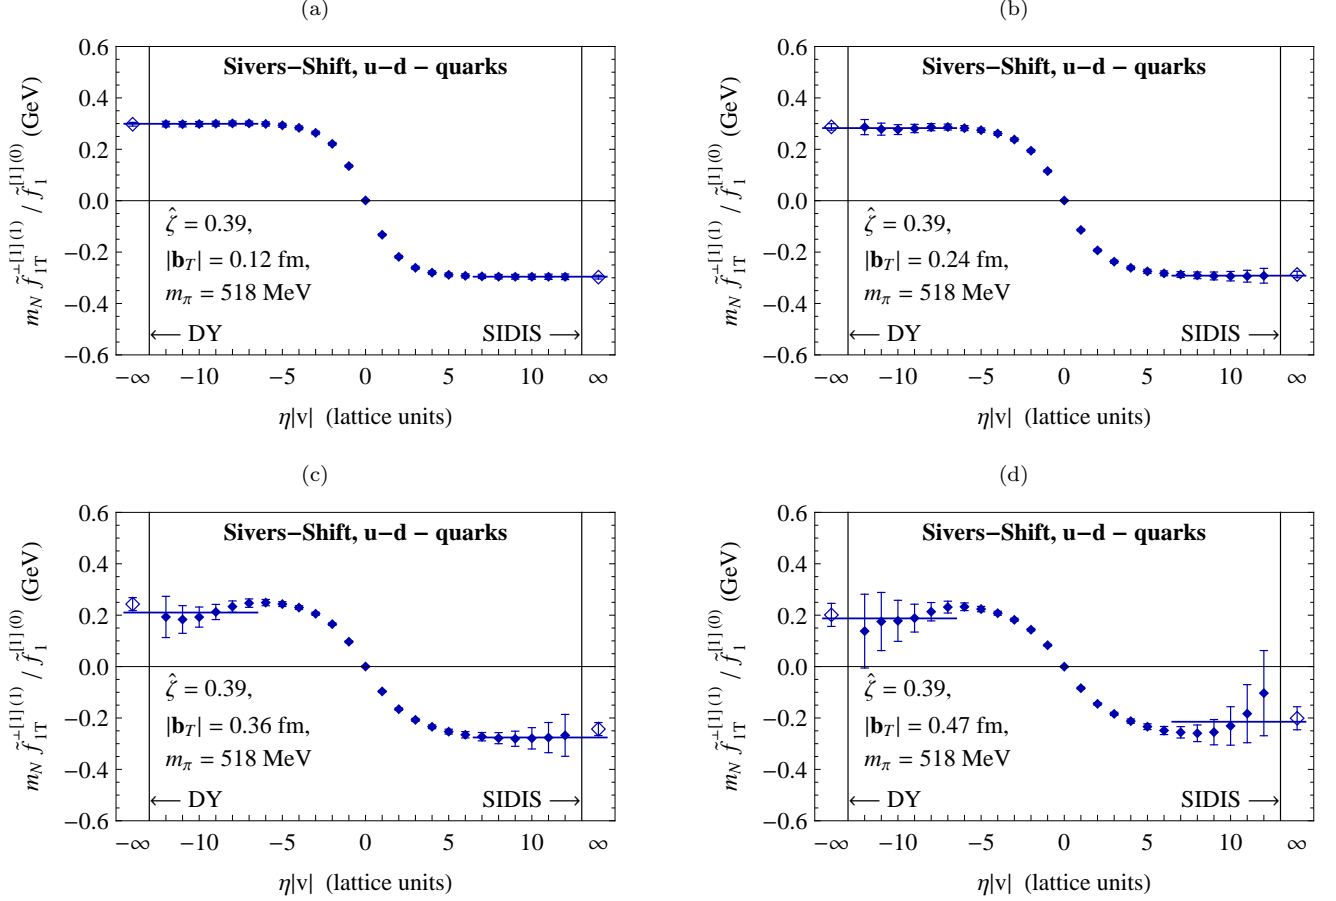 (a)
Sivers−Shift, u−d − quarks
m_N f̃_{1T}^{⊥[1](1)} / f̃_1^{[1](0)} (GeV)
0.6
0.4
0.2
0.0
−0.2
−0.4
−0.6
ζ̂ = 0.39,
|b_T| = 0.12 fm,
m_π = 518 MeV
← DY
SIDIS →
−∞ −10 −5 0 5 10 ∞
η|v| (lattice units)
(b)
Sivers−Shift, u−d − quarks
m_N f̃_{1T}^{⊥[1](1)} / f̃_1^{[1](0)} (GeV)
0.6
0.4
0.2
0.0
−0.2
−0.4
−0.6
ζ̂ = 0.39,
|b_T| = 0.24 fm,
m_π = 518 MeV
← DY
SIDIS →
−∞ −10 −5 0 5 10 ∞
η|v| (lattice units)
(c)
Sivers−Shift, u−d − quarks
m_N f̃_{1T}^{⊥[1](1)} / f̃_1^{[1](0)} (GeV)
0.6
0.4
0.2
0.0
−0.2
−0.4
−0.6
ζ̂ = 0.39,
|b_T| = 0.36 fm,
m_π = 518 MeV
← DY
SIDIS →
−∞ −10 −5 0 5 10 ∞
η|v| (lattice units)
(d)
Sivers−Shift, u−d − quarks
m_N f̃_{1T}^{⊥[1](1)} / f̃_1^{[1](0)} (GeV)
0.6
0.4
0.2
0.0
−0.2
−0.4
−0.6
ζ̂ = 0.39,
|b_T| = 0.47 fm,
m_π = 518 MeV
← DY
SIDIS →
−∞ −10 −5 0 5 10 ∞
η|v| (lattice units)